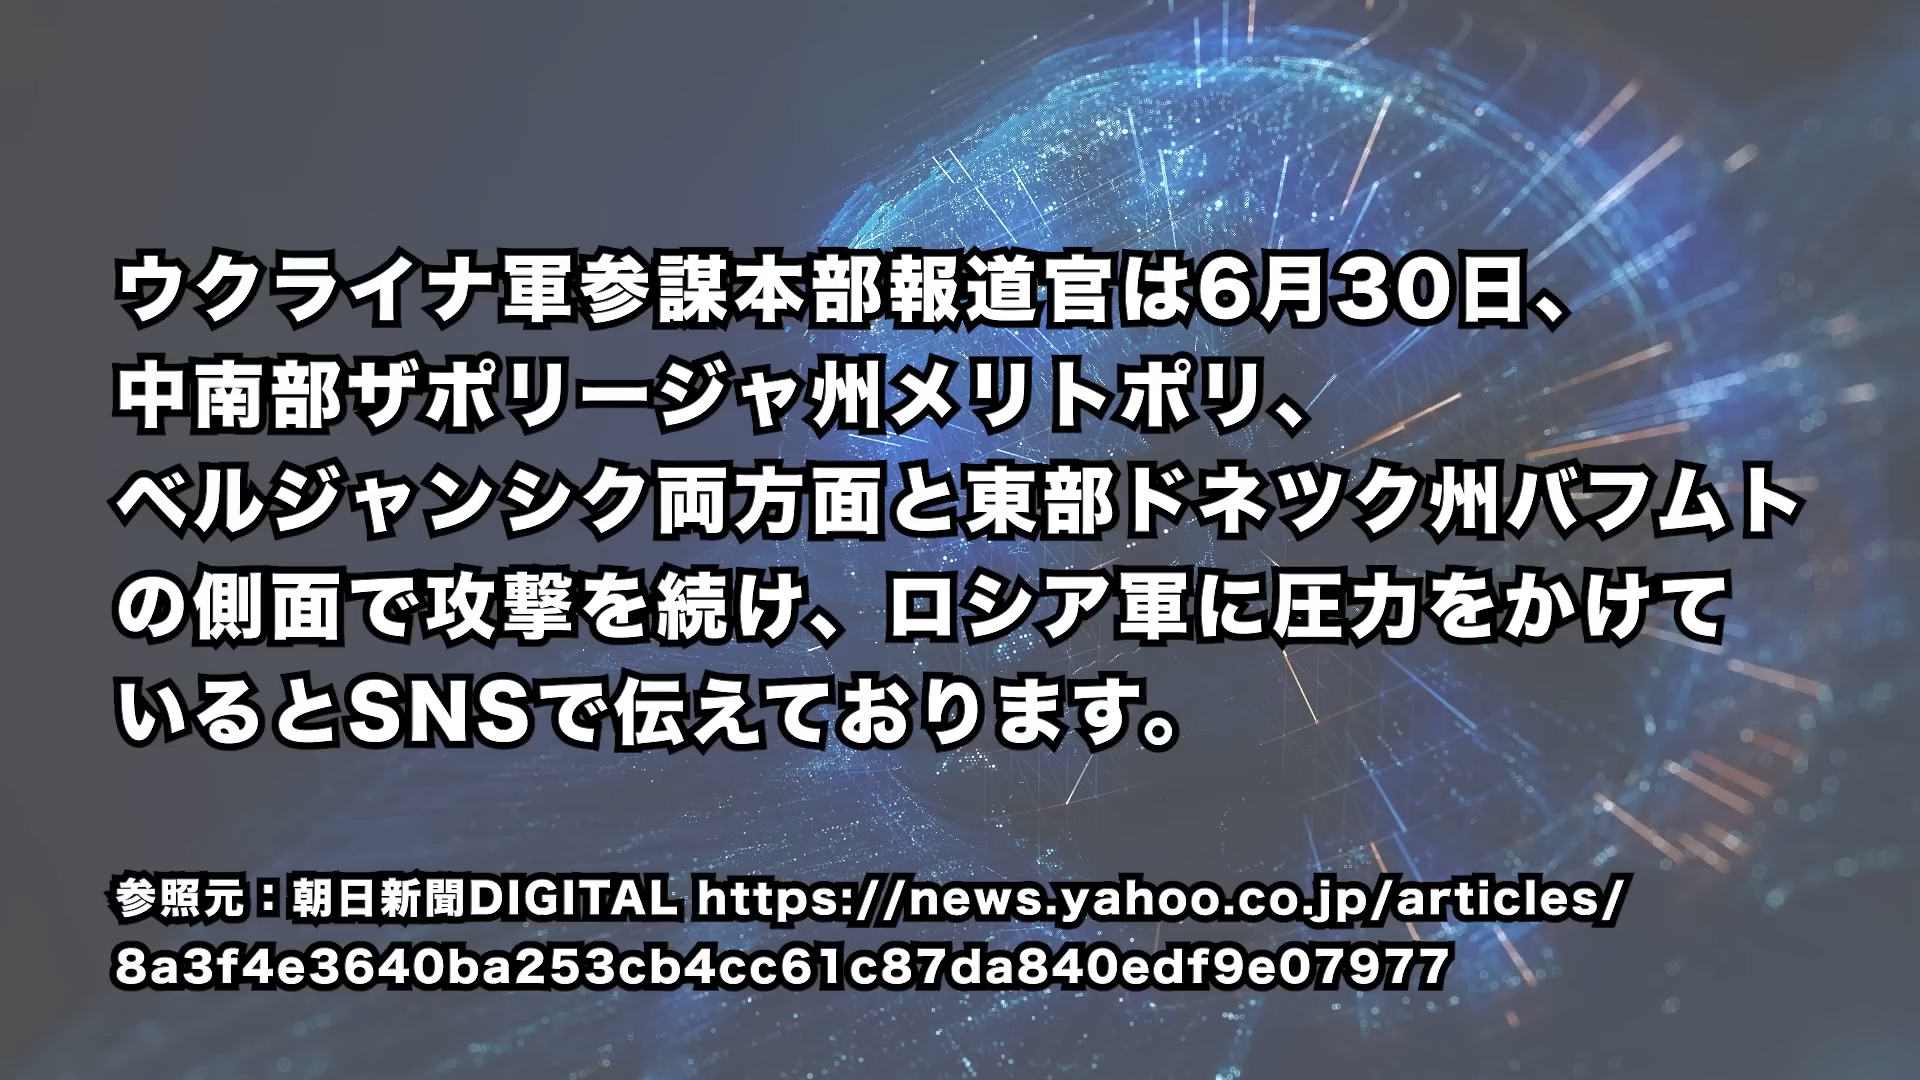 ウクライナ軍参謀本部報道官は6月30日、
中南部ザポリージャ州メリトポリ、
ベルジャンシク両方面と東部ドネツク州バフムト
の側面で攻撃を続け、ロシア軍に圧力をかけて
いるとSNSで伝えております。
参照元：朝日新聞DIGITAL https://news.yahoo.co.jp/articles/
8a3f4e3640ba253cb4cc61c87da840edf9e07977